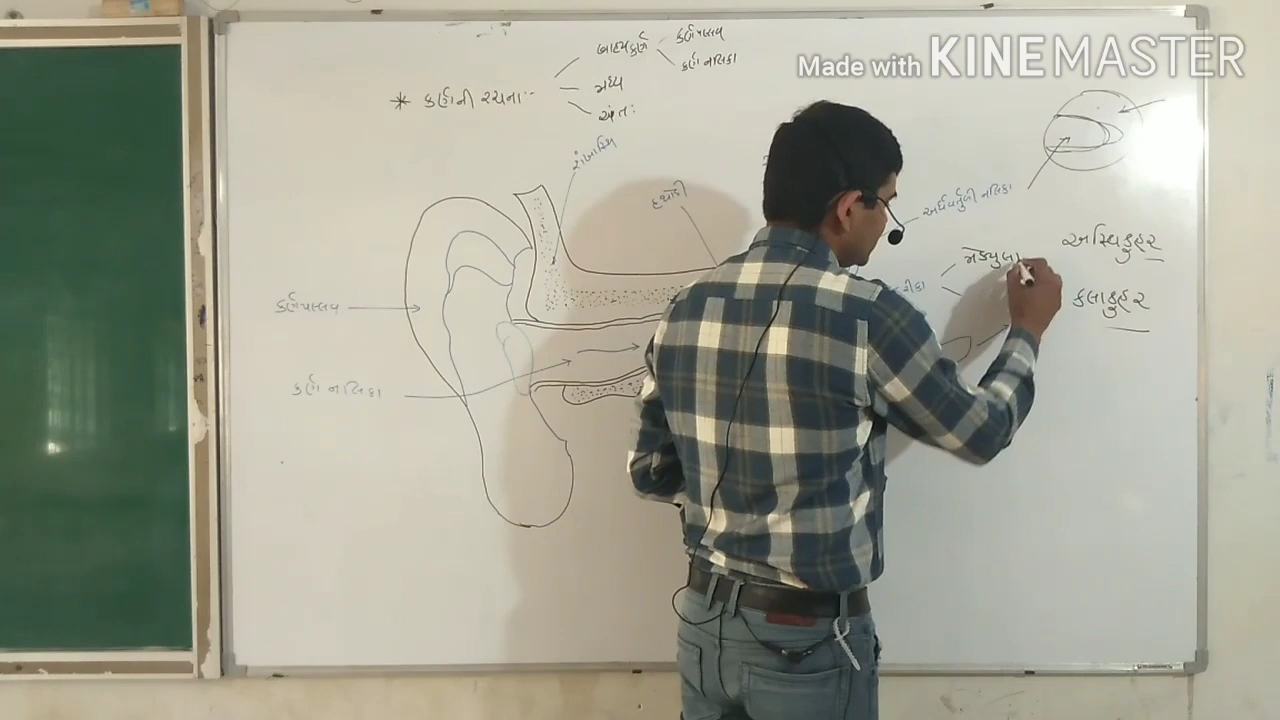 Made with KINEMASTER
* કર્ણની રચના:-
બાહ્યકર્ણ
કર્ણપલ્લવ
કર્ણ નલિકા
મધ્ય
અંતઃ
શંખાસ્થિ
હથોડી
અર્ધવર્તુળી નલિકા
મેક્યુલા
અસ્થિકુહર
કલાકુહર
કર્ણપલ્લવ
કર્ણ નલિકા